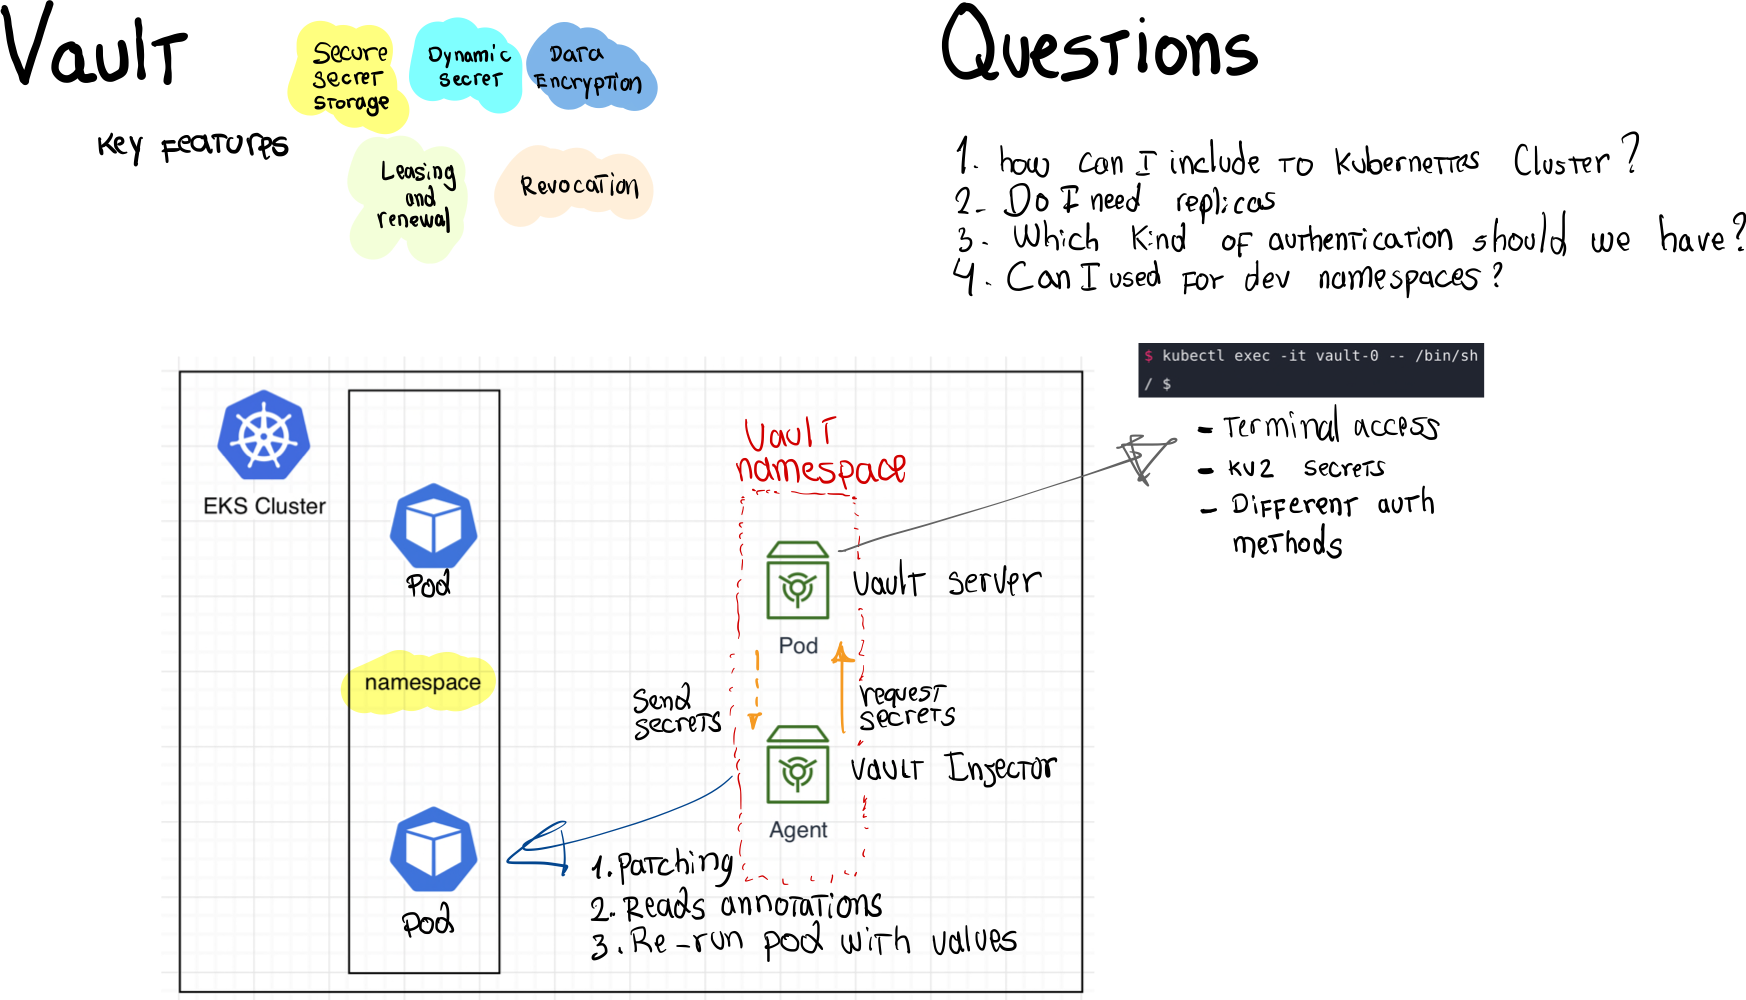 Vault
Secure
secret
storage
Dynamic
secret
Data
Encryption
Key features
Leasing
and
renewal
Revocation
Questions
1. how can I include to Kubernettes Cluster?
2- Do I need replicas
3- Which Kind of authentication should we have?
4. Can I used for dev namespaces?
$ kubectl exec -it vault-0 -- /bin/sh
/ $
- Terminal access
- KV2 secrets
- Different auth
methods
EKS Cluster
Pod
namespace
Pod
Vault
namespace
Vault server
Pod
Send
secrets
request
secrets
Vault Injector
Agent
1. Patching
2. Reads annotations
3. Re-run pod with values